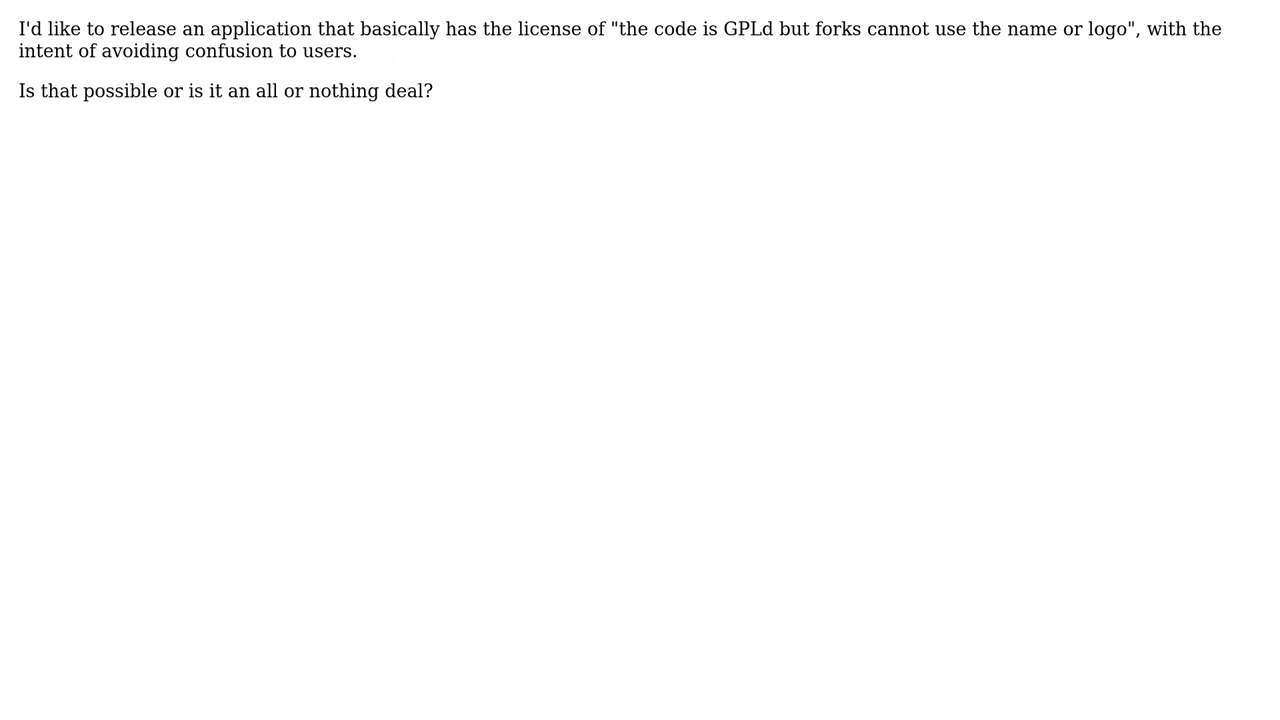 I'd like to release an application that basically has the license of "the code is GPLd but forks cannot use the name or logo", with the
intent of avoiding confusion to users.
Is that possible or is it an all or nothing deal?